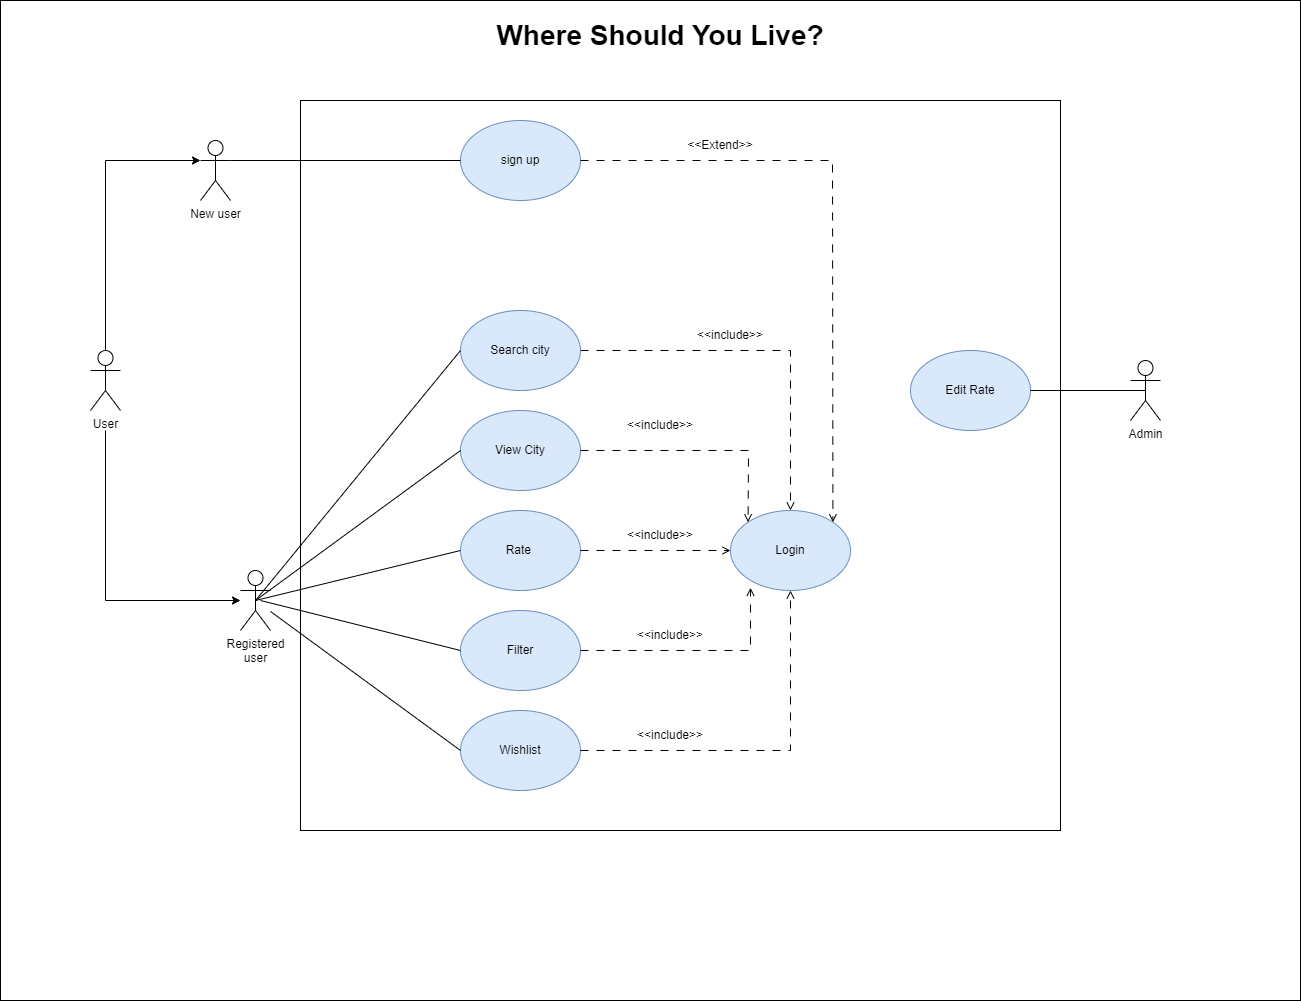 Where Should You Live?
sign up
<<Extend>>
New user
Search city
<<include>>
Edit Rate
User
Admin
View City
<<include>>
Rate
<<include>>
Login
Registered
user
Filter
<<include>>
Wishlist
<<include>>